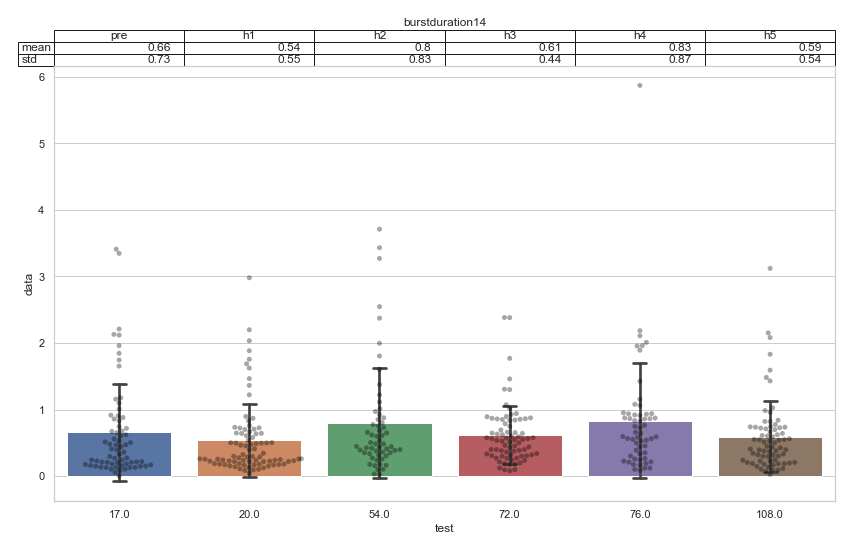 burstduration14
pre h1 h2 h3 h4 h5
mean 0.66 0.54 0.8 0.61 0.83 0.59
std 0.73 0.55 0.83 0.44 0.87 0.54
6
5
4
3
2
1
0
data
17.0 20.0 54.0 72.0 76.0 108.0
test